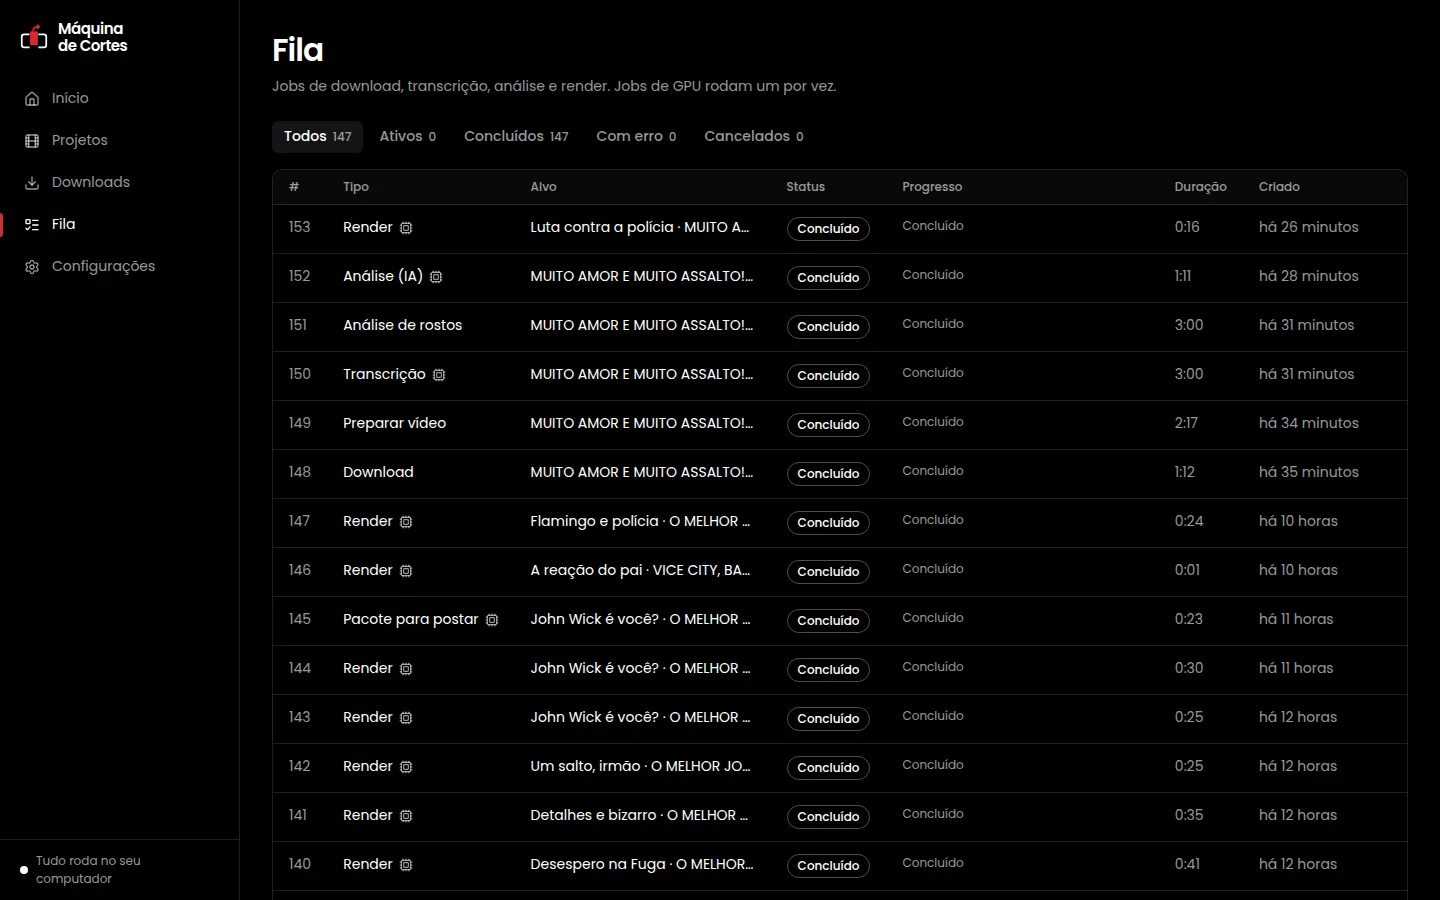 Máquina
de Cortes
Início
Projetos
Downloads
Fila
Configurações
Tudo roda no seu
computador
Fila
Jobs de download, transcrição, análise e render. Jobs de GPU rodam um por vez.
Todos 147 Ativos 0 Concluídos 147 Com erro 0 Cancelados 0
# Tipo Alvo Status Progresso Duração Criado
153 Render Luta contra a polícia · MUITO A... Concluído Concluído 0:16 há 26 minutos
152 Análise (IA) MUITO AMOR E MUITO ASSALTO!... Concluído Concluído 1:11 há 28 minutos
151 Análise de rostos MUITO AMOR E MUITO ASSALTO!... Concluído Concluído 3:00 há 31 minutos
150 Transcrição MUITO AMOR E MUITO ASSALTO!... Concluído Concluído 3:00 há 31 minutos
149 Preparar vídeo MUITO AMOR E MUITO ASSALTO!... Concluído Concluído 2:17 há 34 minutos
148 Download MUITO AMOR E MUITO ASSALTO!... Concluído Concluído 1:12 há 35 minutos
147 Render Flamingo e polícia · O MELHOR ... Concluído Concluído 0:24 há 10 horas
146 Render A reação do pai · VICE CITY, BA... Concluído Concluído 0:01 há 10 horas
145 Pacote para postar John Wick é você? · O MELHOR ... Concluído Concluído 0:23 há 11 horas
144 Render John Wick é você? · O MELHOR ... Concluído Concluído 0:30 há 11 horas
143 Render John Wick é você? · O MELHOR ... Concluído Concluído 0:25 há 12 horas
142 Render Um salto, irmão · O MELHOR JO... Concluído Concluído 0:25 há 12 horas
141 Render Detalhes e bizarro · O MELHOR ... Concluído Concluído 0:35 há 12 horas
140 Render Desespero na Fuga · O MELHOR... Concluído Concluído 0:41 há 12 horas